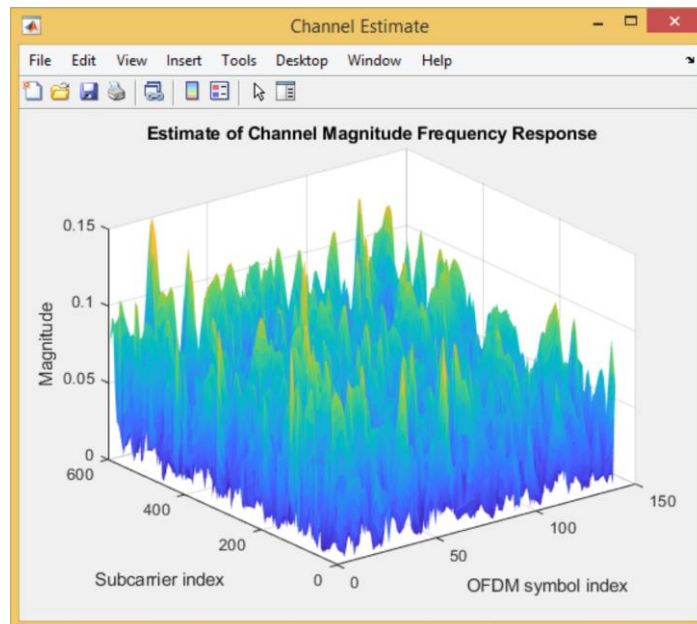 Channel Estimate
File Edit View Insert Tools Desktop Window Help
Estimate of Channel Magnitude Frequency Response
0.15
0.1
0.05
0
Magnitude
600
400
200
0
Subcarrier index
0
50
100
150
OFDM symbol index